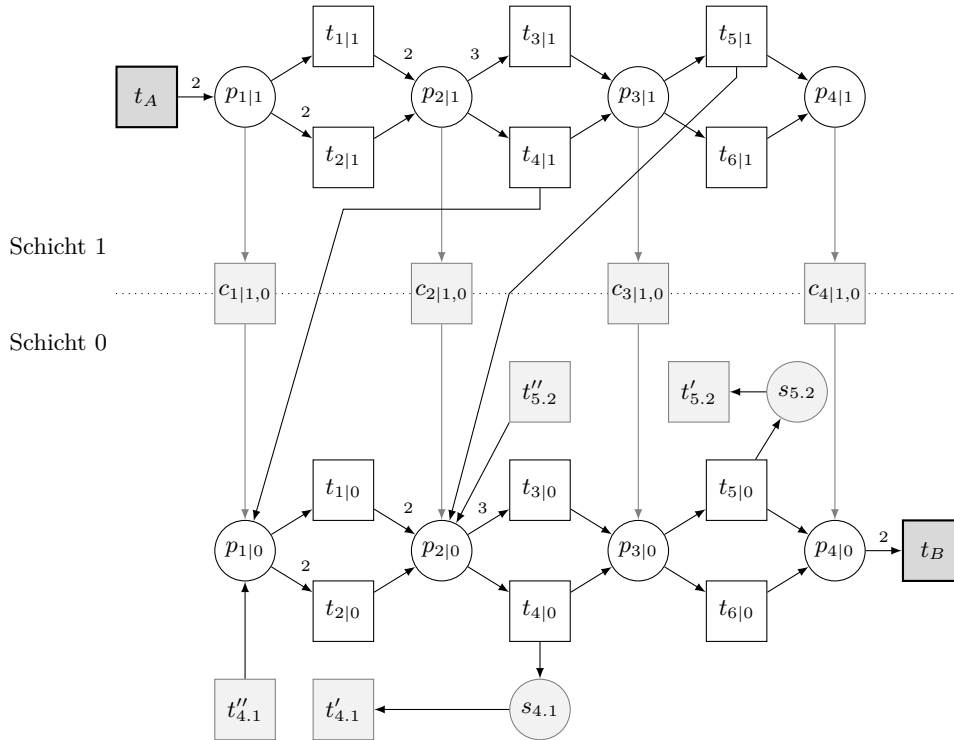 t_{1|1} t_{3|1} t_{5|1}
2 2 3
t_A p_{1|1} p_{2|1} p_{3|1} p_{4|1}
2
t_{2|1} t_{4|1} t_{6|1}
Schicht 1
c_{1|1,0} c_{2|1,0} c_{3|1,0} c_{4|1,0}
Schicht 0
t''_{5.2} t'_{5.2} s_{5.2}
t_{1|0} t_{3|0} t_{5|0}
2 3
p_{1|0} p_{2|0} p_{3|0} p_{4|0} 2 t_B
2
t_{2|0} t_{4|0} t_{6|0}
t''_{4.1} t'_{4.1} s_{4.1}